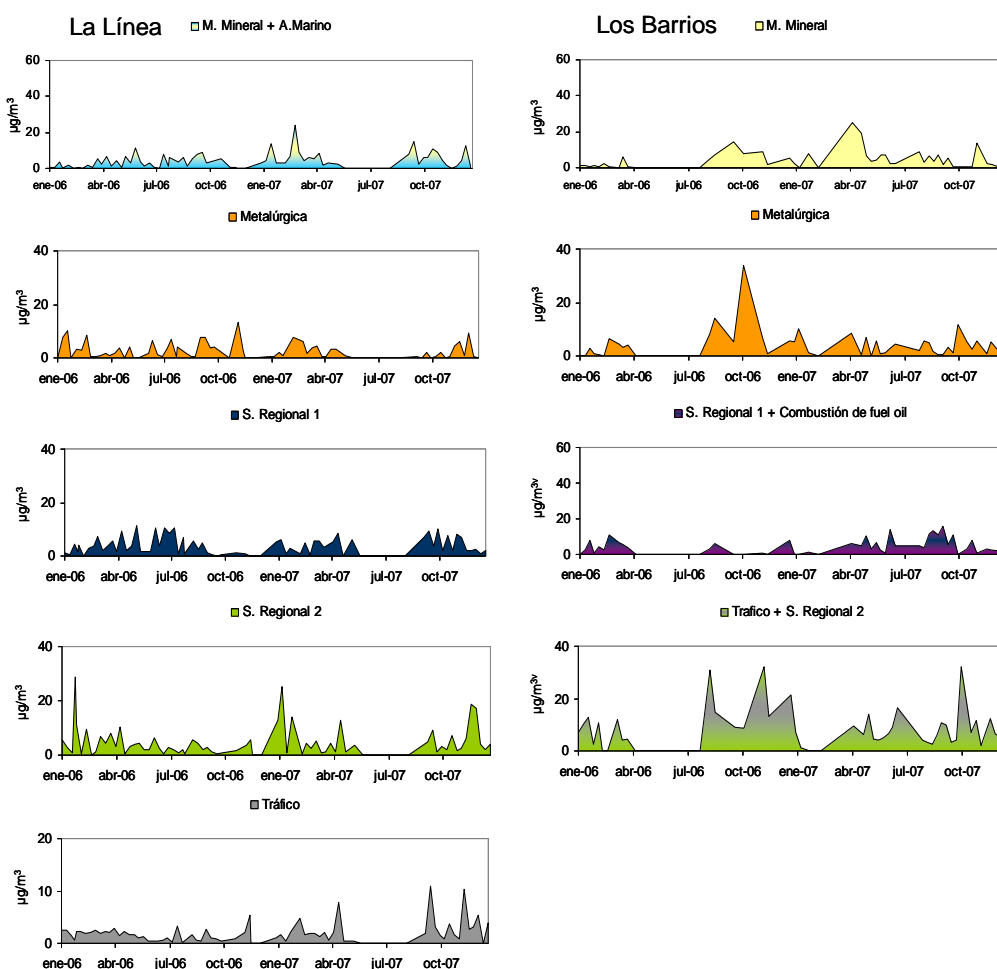 La Línea
M. Mineral + A.Marino
60
40
20
0
µg/m³
ene-06 abr-06 jul-06 oct-06 ene-07 abr-07 jul-07 oct-07
Metalúrgica
40
20
0
µg/m³
ene-06 abr-06 jul-06 oct-06 ene-07 abr-07 jul-07 oct-07
S. Regional 1
40
20
0
µg/m³
ene-06 abr-06 jul-06 oct-06 ene-07 abr-07 jul-07 oct-07
S. Regional 2
40
20
0
µg/m³
ene-06 abr-06 jul-06 oct-06 ene-07 abr-07 jul-07 oct-07
Tráfico
20
10
0
µg/m³
ene-06 abr-06 jul-06 oct-06 ene-07 abr-07 jul-07 oct-07
Los Barrios
M. Mineral
60
40
20
0
µg/m³
ene-06 abr-06 jul-06 oct-06 ene-07 abr-07 jul-07 oct-07
Metalúrgica
40
20
0
µg/m³
ene-06 abr-06 jul-06 oct-06 ene-07 abr-07 jul-07 oct-07
S. Regional 1 + Combustión de fuel oil
60
40
20
0
µg/m³ᵛ
ene-06 abr-06 jul-06 oct-06 ene-07 abr-07 jul-07 oct-07
Trafico + S. Regional 2
40
20
0
µg/m³ᵛ
ene-06 abr-06 jul-06 oct-06 ene-07 abr-07 jul-07 oct-07